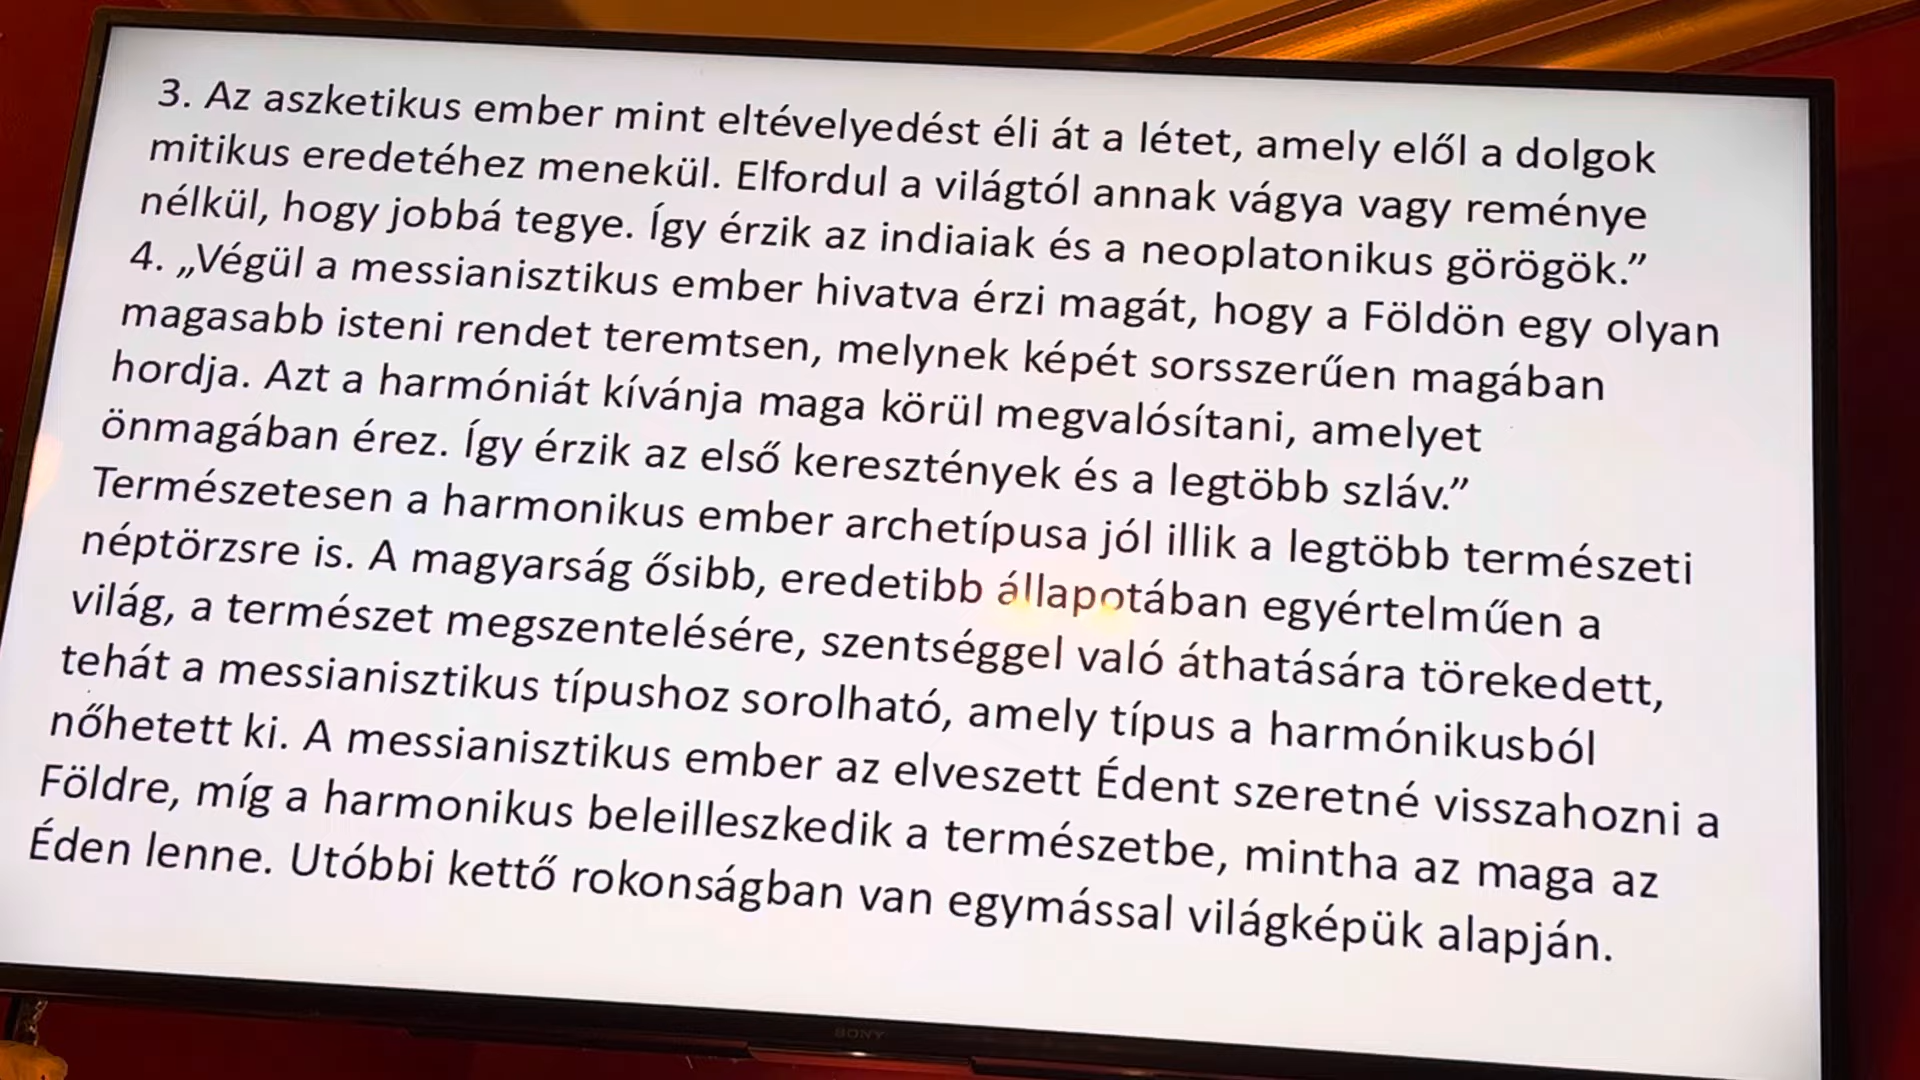 3. Az aszketikus ember mint eltévelyedést éli át a létet, amely elől a dolgok
mitikus eredetéhez menekül. Elfordul a világtól annak vágya vagy reménye
nélkül, hogy jobbá tegye. Így érzik az indiaiak és a neoplatonikus görögök.”
4. „Végül a messianisztikus ember hivatva érzi magát, hogy a Földön egy olyan
magasabb isteni rendet teremtsen, melynek képét sorsszerűen magában
hordja. Azt a harmóniát kívánja maga körül megvalósítani, amelyet
önmagában érez. Így érzik az első keresztények és a legtöbb szláv.”
Természetesen a harmonikus ember archetípusa jól illik a legtöbb természeti
néptörzsre is. A magyarság ősibb, eredetibb állapotában egyértelműen a
világ, a természet megszentelésére, szentséggel való áthatására törekedett,
tehát a messianisztikus típushoz sorolható, amely típus a harmónikusból
nőhetett ki. A messianisztikus ember az elveszett Édent szeretné visszahozni a
Földre, míg a harmonikus beleilleszkedik a természetbe, mintha az maga az
Éden lenne. Utóbbi kettő rokonságban van egymással világképük alapján.
SONY